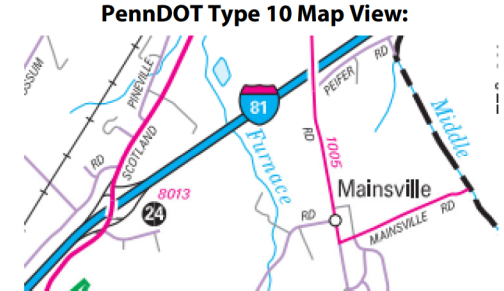 PennDOT Type 10 Map View:
OSSUM
PINEVILLE
RD
PEIFER
81
Middle
SCOTLAND
Furnace
RD
1005
RD
8013
Mainsville
24
RD
MAINSVILLE RD